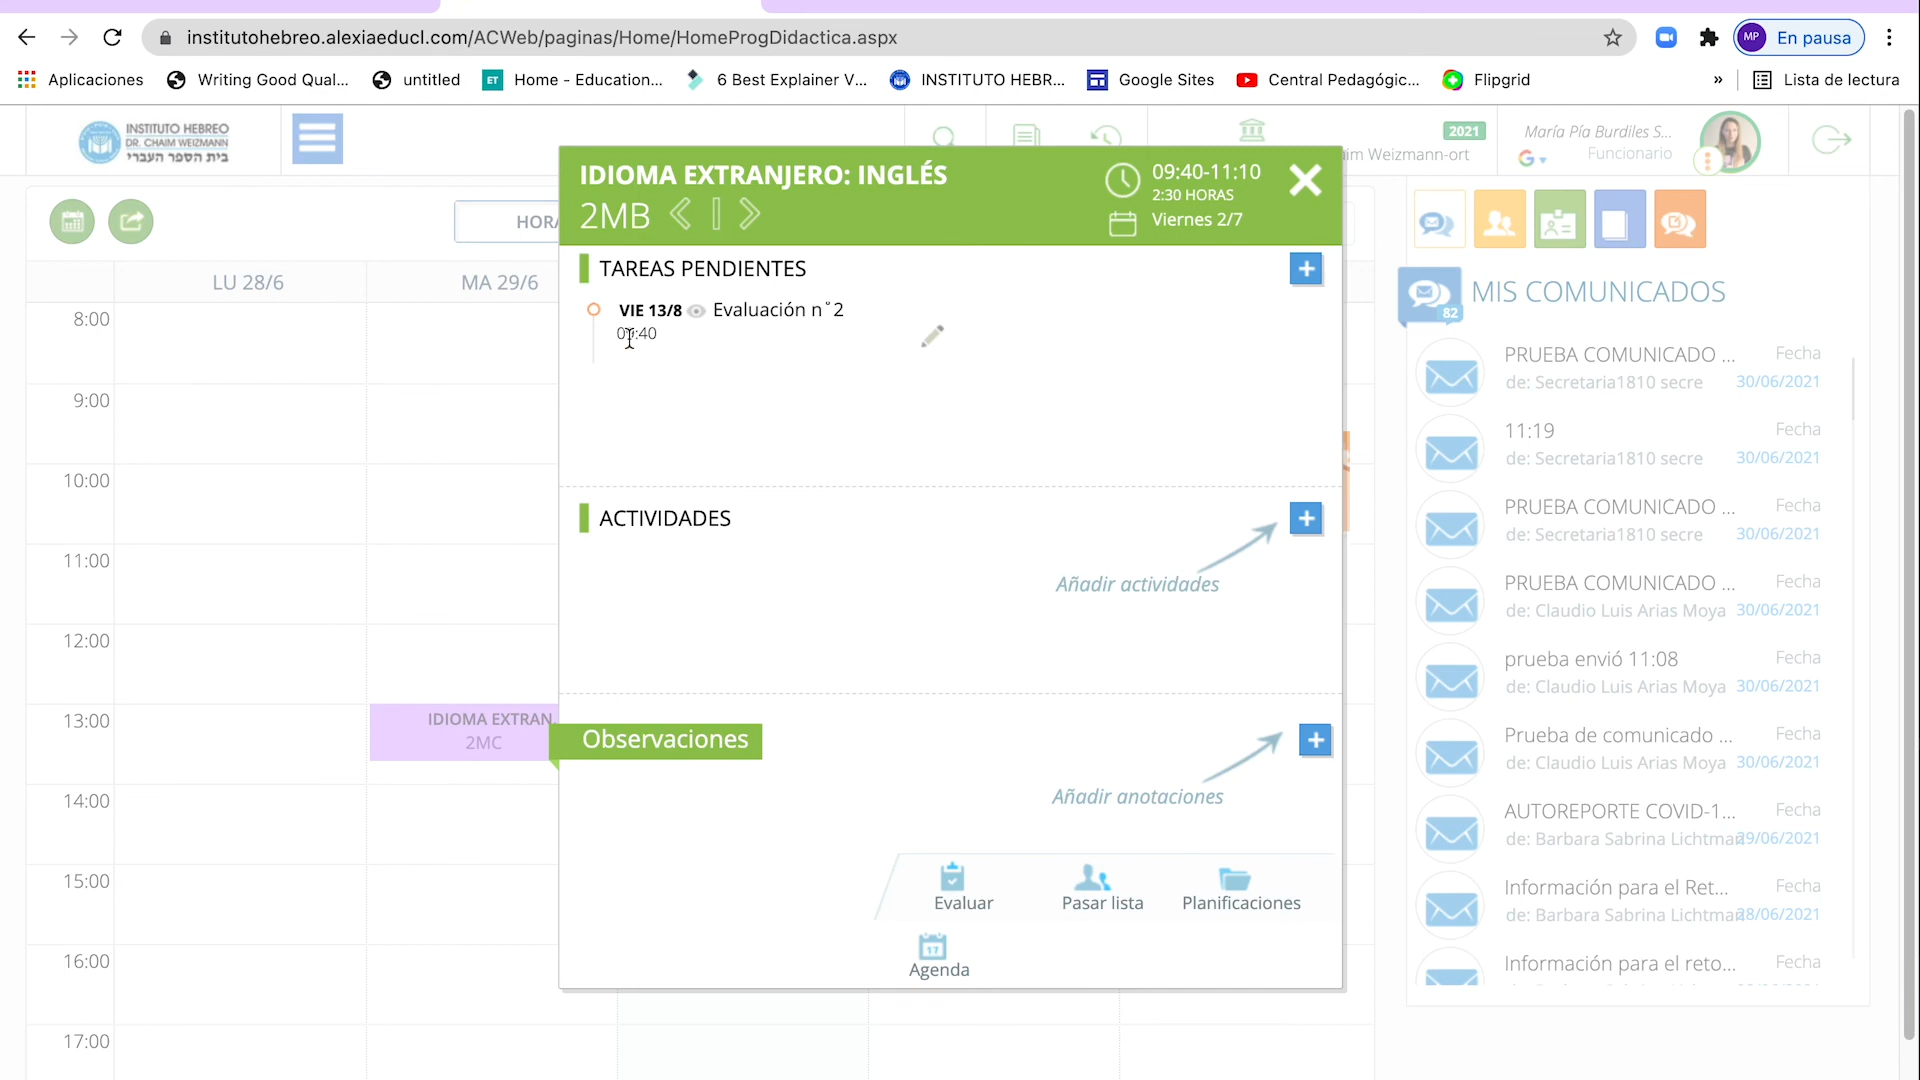 institutohebreo.alexiaeducl.com/ACWeb/paginas/Home/HomeProgDidactica.aspx
MP En pausa
Aplicaciones
Writing Good Qual...
untitled
ET Home - Education...
6 Best Explainer V...
INSTITUTO HEBR...
Google Sites
Central Pedagógic...
Flipgrid
»
Lista de lectura
INSTITUTO HEBREO
DR. CHAIM WEIZMANN
בית הספר העברי
2021
aim Weizmann-ort
María Pía Burdiles S...
Funcionario
HORA
LU 28/6
MA 29/6
8:00
9:00
10:00
11:00
12:00
13:00
14:00
15:00
16:00
17:00
IDIOMA EXTRAN.
2MC
IDIOMA EXTRANJERO: INGLÉS
2MB
09:40-11:10
2:30 HORAS
Viernes 2/7
TAREAS PENDIENTES
VIE 13/8 Evaluación n°2
09:40
ACTIVIDADES
Añadir actividades
Observaciones
Añadir anotaciones
Evaluar
Pasar lista
Planificaciones
17
Agenda
82
MIS COMUNICADOS
PRUEBA COMUNICADO ... Fecha
de: Secretaria1810 secre 30/06/2021
11:19 Fecha
de: Secretaria1810 secre 30/06/2021
PRUEBA COMUNICADO ... Fecha
de: Secretaria1810 secre 30/06/2021
PRUEBA COMUNICADO ... Fecha
de: Claudio Luis Arias Moya 30/06/2021
prueba envió 11:08 Fecha
de: Claudio Luis Arias Moya 30/06/2021
Prueba de comunicado ... Fecha
de: Claudio Luis Arias Moya 30/06/2021
AUTOREPORTE COVID-1... Fecha
de: Barbara Sabrina Lichtman 29/06/2021
Información para el Ret... Fecha
de: Barbara Sabrina Lichtman 28/06/2021
Información para el reto... Fecha